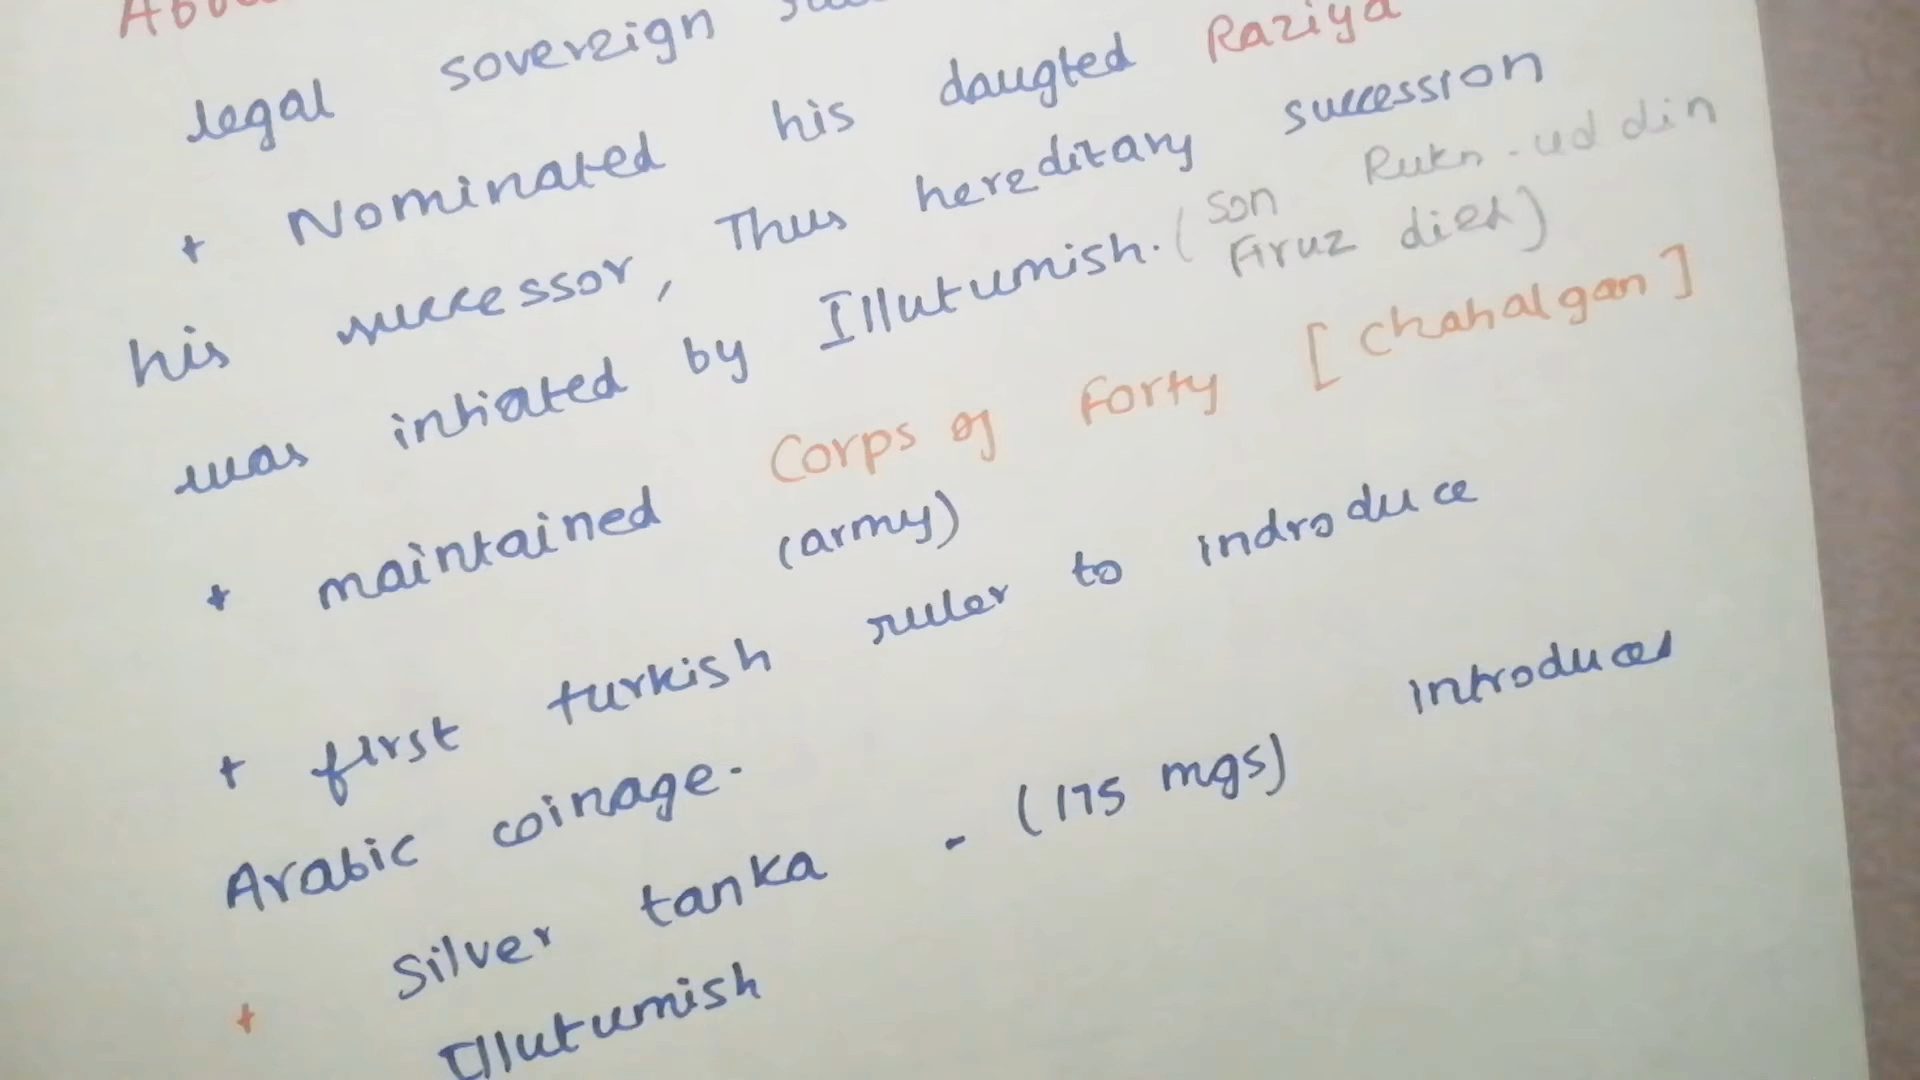 legal sovereign
+ Nominated his daugted Raziya
his successor, Thus hereditary succession
was intiated by Illutumish. (Son Rukn-ud din
Firuz died)
+ maintained Corps of Forty [Chahalgan]
(army)
+ first turkish ruler to indroduce
Arabic coinage.
+ Silver tanka - (175 mgs) introduced
Illutumish